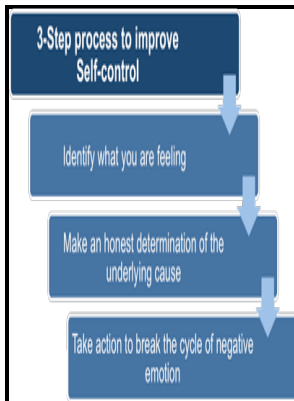 3-Step process to improve
Self-control
Identify what you are feeling
Make an honest determination of the
underlying cause
Take action to break the cycle of negative
emotion